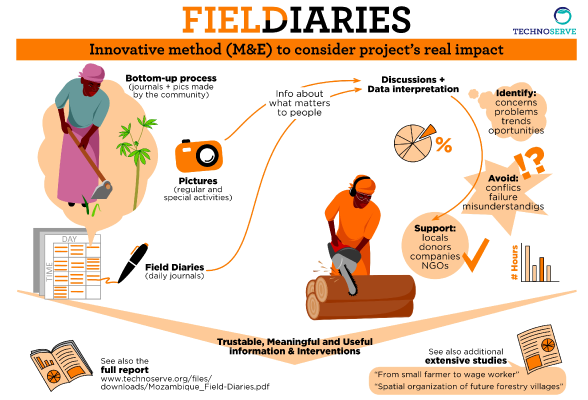 FIELDIARIES
TECHNOSERVE
Innovative method (M&E) to consider project's real impact
Bottom-up process
(journals + pics made
by the community)
Info about
what matters
to people
Discussions +
Data interpretation
Identify:
concerns
problems
trends
oportunities
%
!?
Pictures
(regular and
special activities)
Avoid:
conflics
failure
misunderstandigs
Support:
locals
donors
companies
NGOs
# Hours
DAY
TIME
Field Diaries
(daily journals)
Trustable, Meaningful and Useful
information & Interventions
See also the
full report
www.technoserve.org/files/
downloads/Mozambique_Field-Diaries.pdf
See also additional
extensive studies
"From small farmer to wage worker"
"Spatial organization of future forestry villages"